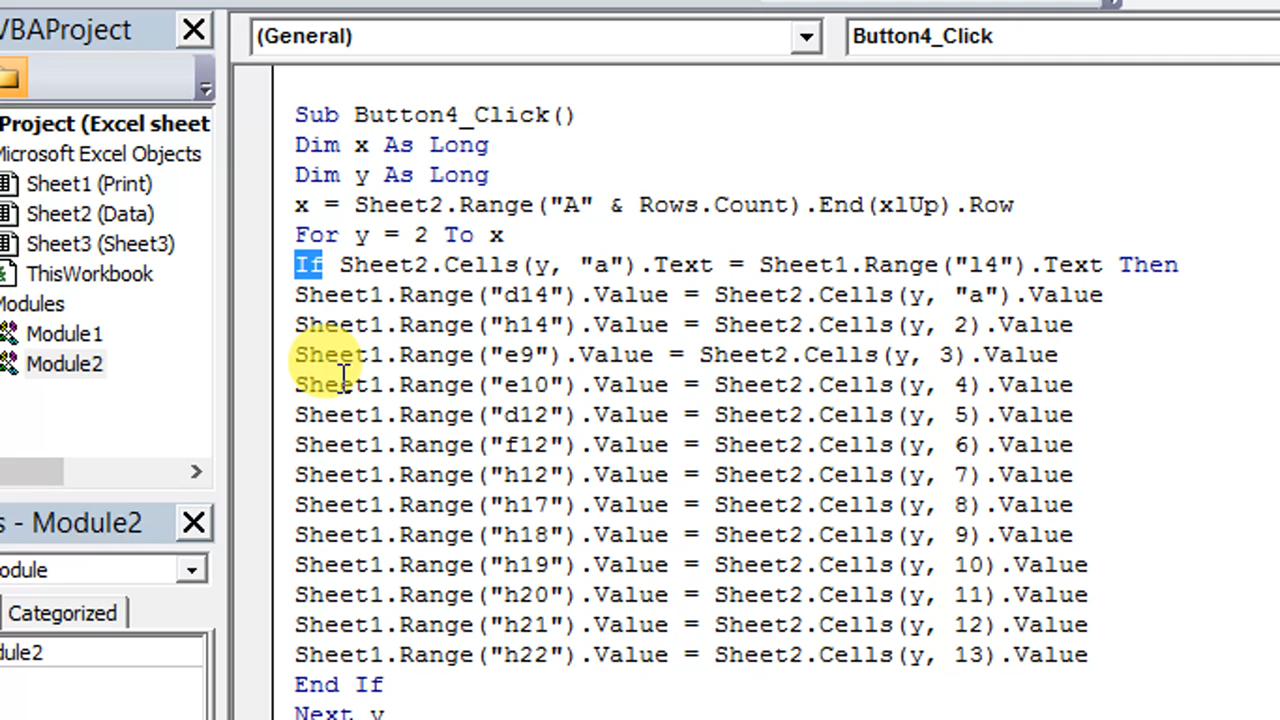 VBAProject
(General)
Button4_Click
Project (Excel sheet
Microsoft Excel Objects
Sheet1 (Print)
Sheet2 (Data)
Sheet3 (Sheet3)
ThisWorkbook
Modules
Module1
Module2
s - Module2
odule
Categorized
dule2
Sub Button4_Click()
Dim x As Long
Dim y As Long
x = Sheet2.Range("A" & Rows.Count).End(xlUp).Row
For y = 2 To x
If Sheet2.Cells(y, "a").Text = Sheet1.Range("l4").Text Then
Sheet1.Range("d14").Value = Sheet2.Cells(y, "a").Value
Sheet1.Range("h14").Value = Sheet2.Cells(y, 2).Value
Sheet1.Range("e9").Value = Sheet2.Cells(y, 3).Value
Sheet1.Range("e10").Value = Sheet2.Cells(y, 4).Value
Sheet1.Range("d12").Value = Sheet2.Cells(y, 5).Value
Sheet1.Range("f12").Value = Sheet2.Cells(y, 6).Value
Sheet1.Range("h12").Value = Sheet2.Cells(y, 7).Value
Sheet1.Range("h17").Value = Sheet2.Cells(y, 8).Value
Sheet1.Range("h18").Value = Sheet2.Cells(y, 9).Value
Sheet1.Range("h19").Value = Sheet2.Cells(y, 10).Value
Sheet1.Range("h20").Value = Sheet2.Cells(y, 11).Value
Sheet1.Range("h21").Value = Sheet2.Cells(y, 12).Value
Sheet1.Range("h22").Value = Sheet2.Cells(y, 13).Value
End If
Next y